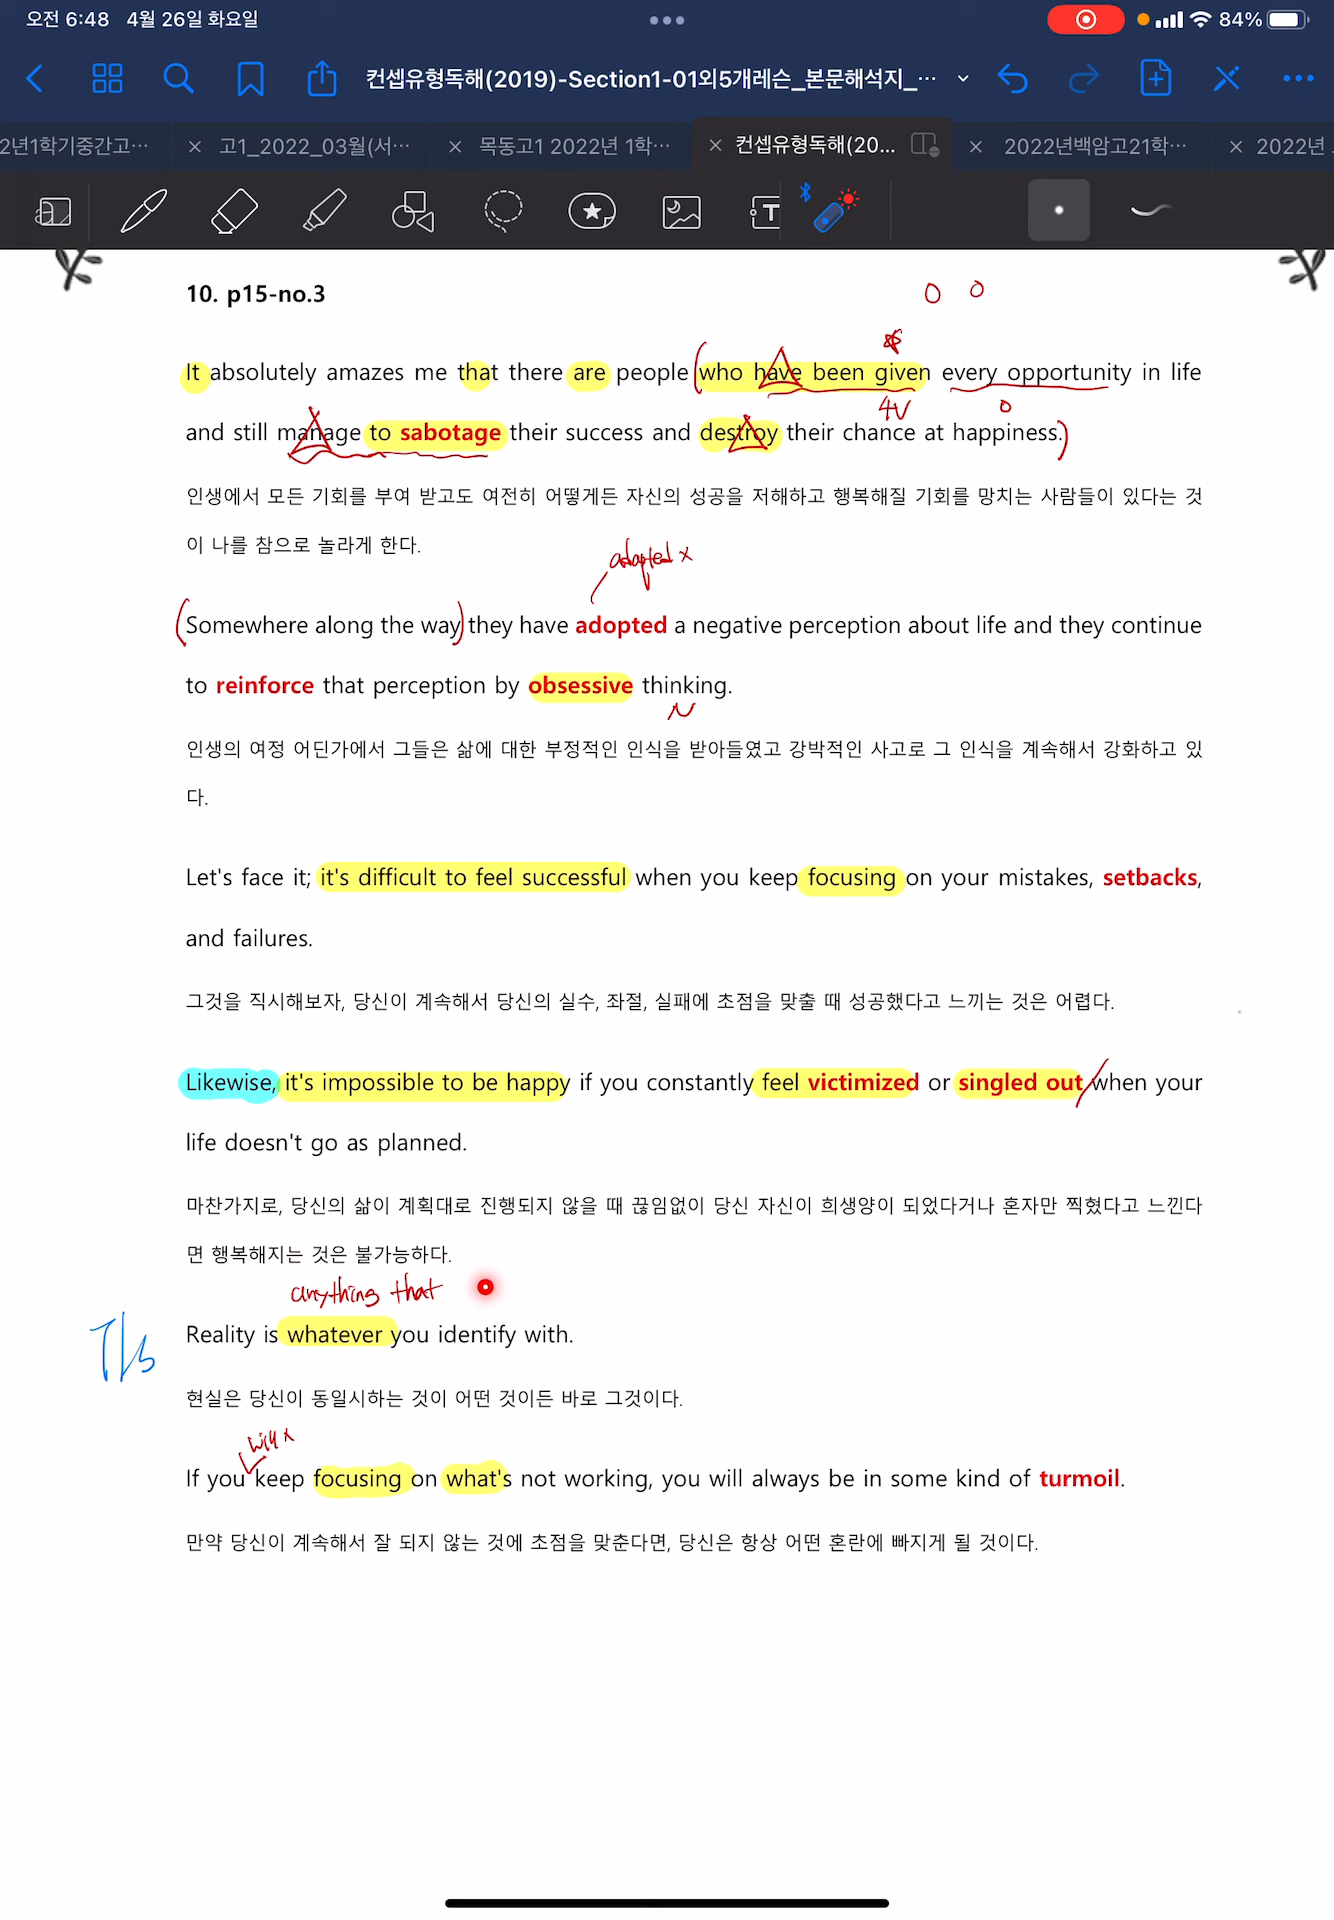 오전 6:48 4월 26일 화요일
84%
컨셉유형독해(2019)-Section1-01외5개레슨_본문해석지_···
2년1학기중간고···
× 고1_2022_03월(서···
× 목동고1 2022년 1학···
× 컨셉유형독해(20...
× 2022년백암고21학···
× 2022년
10. p15-no.3
O O
It absolutely amazes me that there are people (who have been given every opportunity in life
4V
O
and still manage to sabotage their success and destroy their chance at happiness.)
인생에서 모든 기회를 부여 받고도 여전히 어떻게든 자신의 성공을 저해하고 행복해질 기회를 망치는 사람들이 있다는 것
이 나를 참으로 놀라게 한다.
adapted x
(Somewhere along the way) they have adopted a negative perception about life and they continue
to reinforce that perception by obsessive thinking.
N
인생의 여정 어딘가에서 그들은 삶에 대한 부정적인 인식을 받아들였고 강박적인 사고로 그 인식을 계속해서 강화하고 있
다.
Let's face it; it's difficult to feel successful when you keep focusing on your mistakes, setbacks,
and failures.
그것을 직시해보자, 당신이 계속해서 당신의 실수, 좌절, 실패에 초점을 맞출 때 성공했다고 느끼는 것은 어렵다.
Likewise, it's impossible to be happy if you constantly feel victimized or singled out when your
life doesn't go as planned.
마찬가지로, 당신의 삶이 계획대로 진행되지 않을 때 끊임없이 당신 자신이 희생양이 되었다거나 혼자만 찍혔다고 느낀다
면 행복해지는 것은 불가능하다.
anything that
Reality is whatever you identify with.
현실은 당신이 동일시하는 것이 어떤 것이든 바로 그것이다.
will x
If you keep focusing on what's not working, you will always be in some kind of turmoil.
만약 당신이 계속해서 잘 되지 않는 것에 초점을 맞춘다면, 당신은 항상 어떤 혼란에 빠지게 될 것이다.